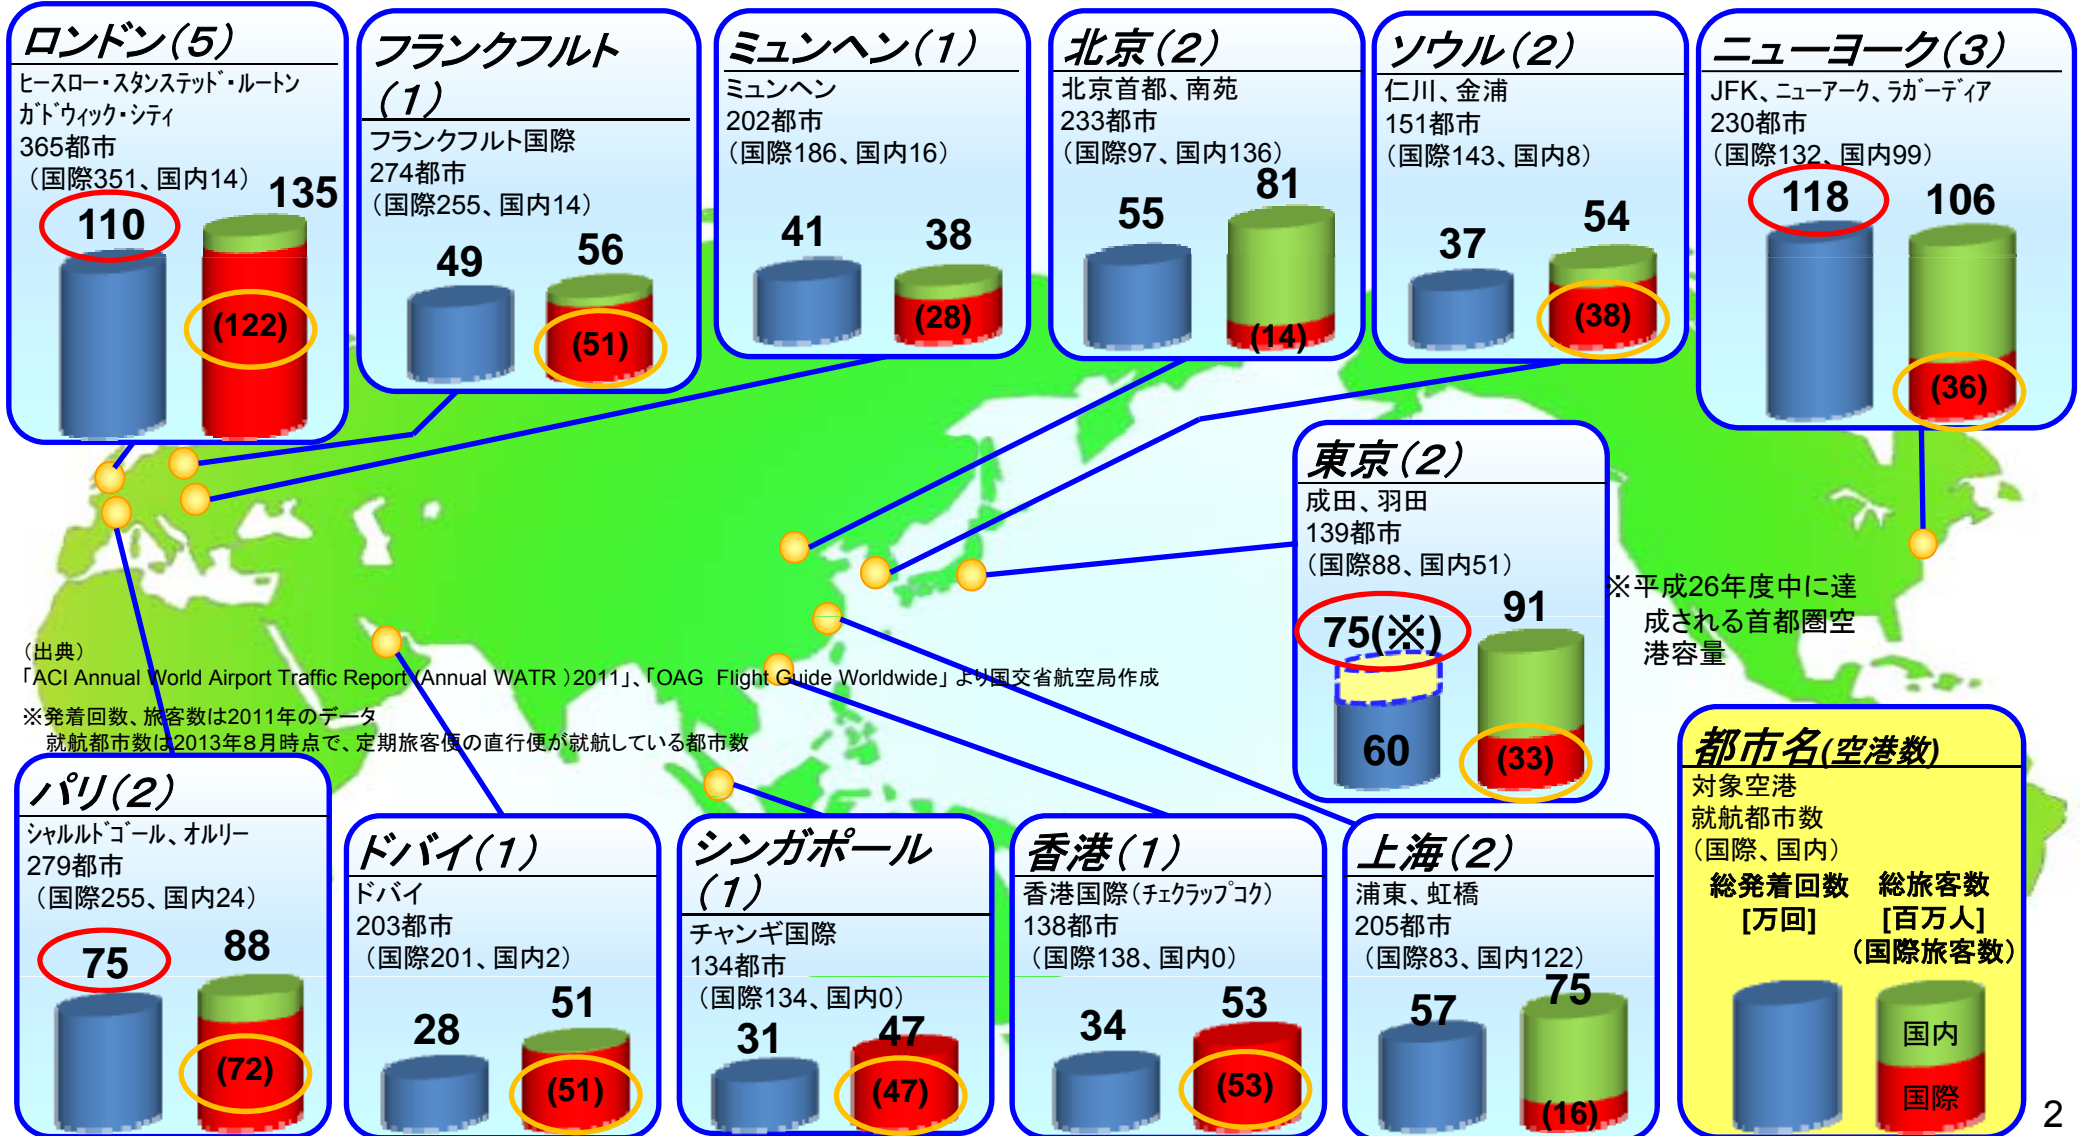 ロンドン(5)
ﾋｰｽﾛｰ・ｽﾀﾝｽﾃｯﾄﾞ・ﾙｰﾄﾝ
ｶﾞﾄﾞｳｨｯｸ・ｼﾃｨ
365都市
(国際351、国内14)
110
135
(122)
フランクフルト
(1)
フランクフルト国際
274都市
(国際255、国内14)
49
56
(51)
ミュンヘン(1)
ミュンヘン
202都市
(国際186、国内16)
41
38
(28)
北京(2)
北京首都、南苑
233都市
(国際97、国内136)
55
81
(14)
ソウル(2)
仁川、金浦
151都市
(国際143、国内8)
37
54
(38)
ニューヨーク(3)
JFK、ﾆｭｰｱｰｸ、ﾗｶﾞｰﾃﾞｨｱ
230都市
(国際132、国内99)
118
106
(36)
東京(2)
成田、羽田
139都市
(国際88、国内51)
75(※)
91
60
(33)
※平成26年度中に達
成される首都圏空
港容量
(出典)
「ACI Annual World Airport Traffic Report (Annual WATR )2011」、「OAG Flight Guide Worldwide」 より国交省航空局作成
※発着回数、旅客数は2011年のデータ
就航都市数は2013年8月時点で、定期旅客便の直行便が就航している都市数
パリ(2)
ｼｬﾙﾙﾄﾞｺﾞｰﾙ、オルリー
279都市
(国際255、国内24)
75
88
(72)
ドバイ(1)
ドバイ
203都市
(国際201、国内2)
28
51
(51)
シンガポール
(1)
チャンギ国際
134都市
(国際134、国内0)
31
47
(47)
香港(1)
香港国際(ﾁｪｸﾗｯﾌﾟｺｸ)
138都市
(国際138、国内0)
34
53
(53)
上海(2)
浦東、虹橋
205都市
(国際83、国内122)
57
75
(16)
都市名(空港数)
対象空港
就航都市数
(国際、国内)
総発着回数
[万回]
総旅客数
[百万人]
(国際旅客数)
国内
国際
2